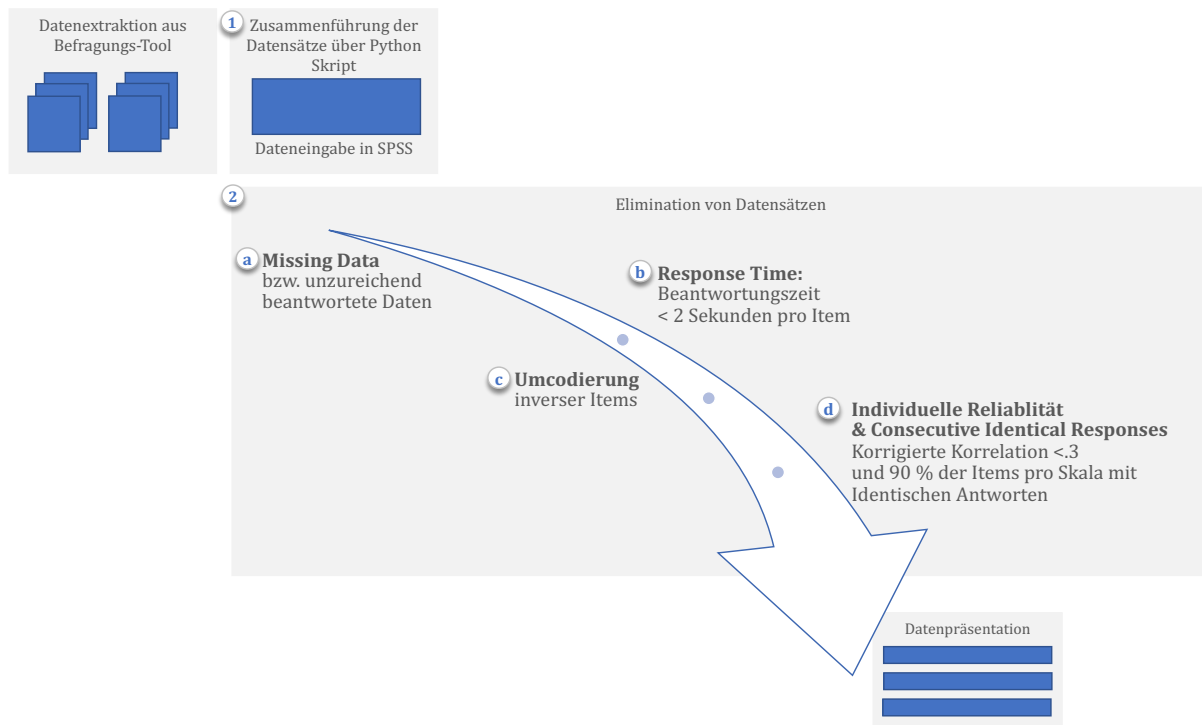 Datenextraktion aus
Befragungs-Tool
1
Zusammenführung der
Datensätze über Python
Skript
Dateneingabe in SPSS
2
Elimination von Datensätzen
a Missing Data
bzw. unzureichend
beantwortete Daten
b Response Time:
Beantwortungszeit
< 2 Sekunden pro Item
c Umcodierung
inverser Items
d Individuelle Reliablität
& Consecutive Identical Responses
Korrigierte Korrelation <.3
und 90 % der Items pro Skala mit
Identischen Antworten
Datenpräsentation